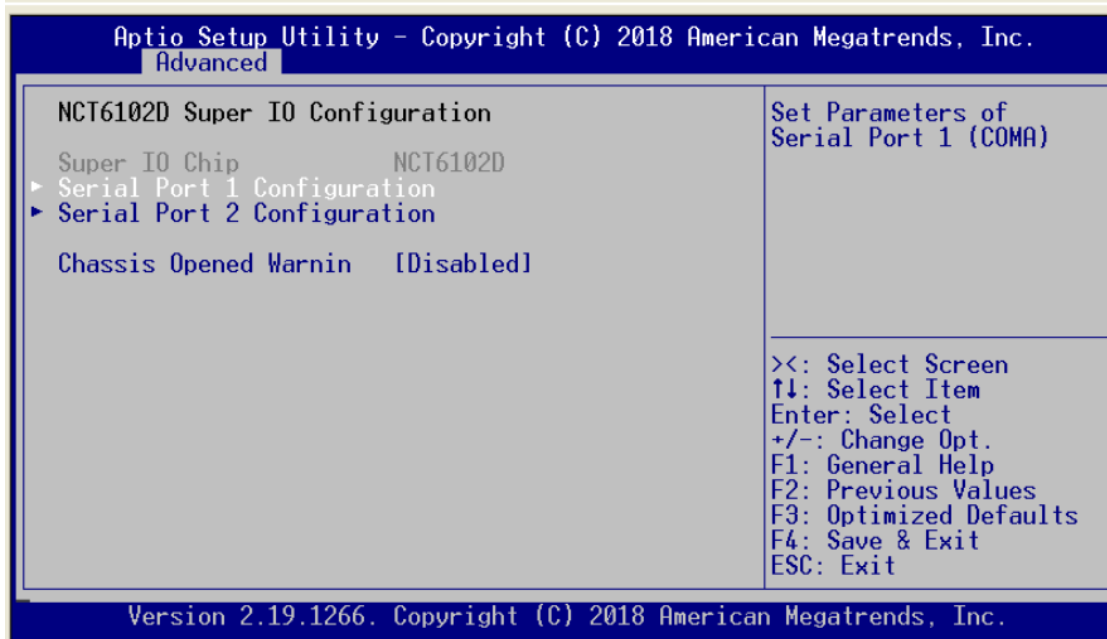 Aptio Setup Utility – Copyright (C) 2018 American Megatrends, Inc.
Advanced
NCT6102D Super IO Configuration
Super IO Chip NCT6102D
► Serial Port 1 Configuration
► Serial Port 2 Configuration
Chassis Opened Warnin [Disabled]
Set Parameters of
Serial Port 1 (COMA)
><: Select Screen
↑↓: Select Item
Enter: Select
+/-: Change Opt.
F1: General Help
F2: Previous Values
F3: Optimized Defaults
F4: Save & Exit
ESC: Exit
Version 2.19.1266. Copyright (C) 2018 American Megatrends, Inc.